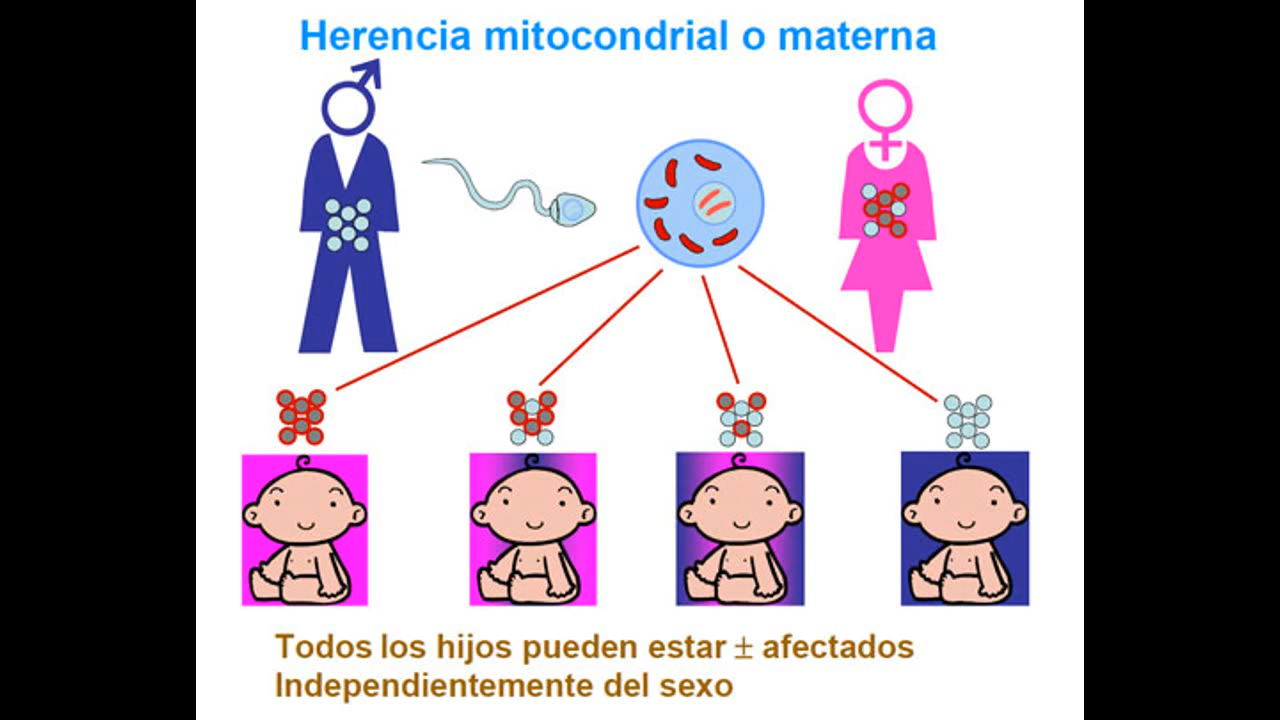 Herencia mitocondrial o materna
Todos los hijos pueden estar ± afectados
Independientemente del sexo